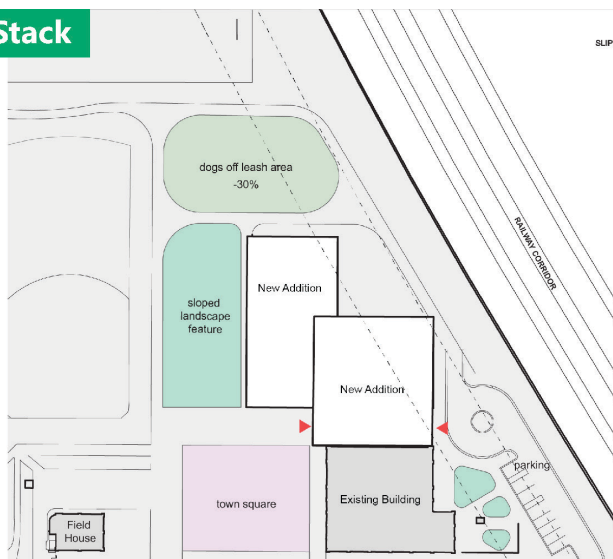 Stack
SLIP
dogs off leash area
-30%
RAILWAY CORRIDOR
New Addition
sloped
landscape
feature
New Addition
parking
town square
Existing Building
Field
House